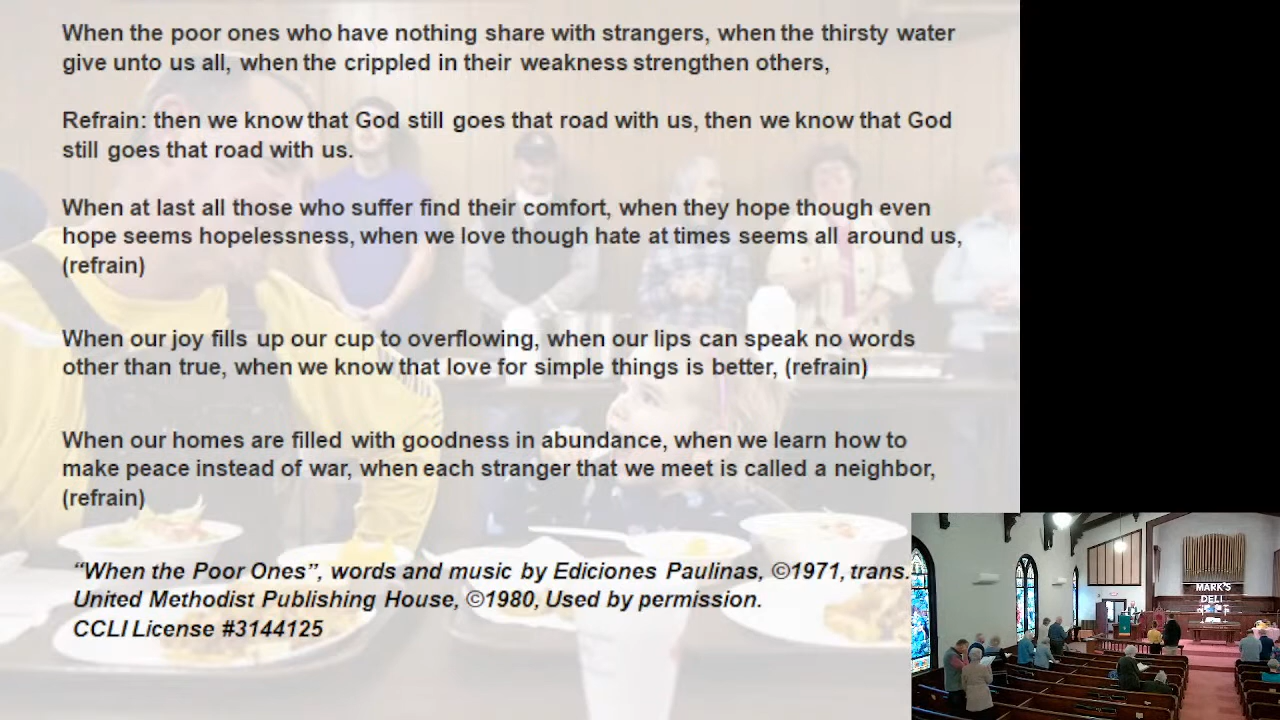 When the poor ones who have nothing share with strangers, when the thirsty water
give unto us all, when the crippled in their weakness strengthen others,
Refrain: then we know that God still goes that road with us, then we know that God
still goes that road with us.
When at last all those who suffer find their comfort, when they hope though even
hope seems hopelessness, when we love though hate at times seems all around us,
(refrain)
When our joy fills up our cup to overflowing, when our lips can speak no words
other than true, when we know that love for simple things is better, (refrain)
When our homes are filled with goodness in abundance, when we learn how to
make peace instead of war, when each stranger that we meet is called a neighbor,
(refrain)
“When the Poor Ones”, words and music by Ediciones Paulinas, ©1971, trans.
United Methodist Publishing House, ©1980, Used by permission.
CCLI License #3144125
MARK'S
DELI